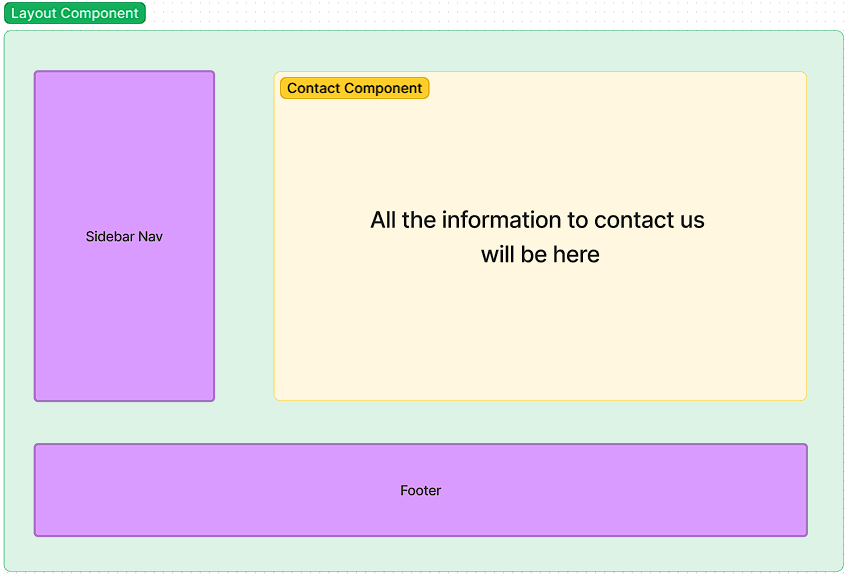 Layout Component
Contact Component
Sidebar Nav
All the information to contact us
will be here
Footer